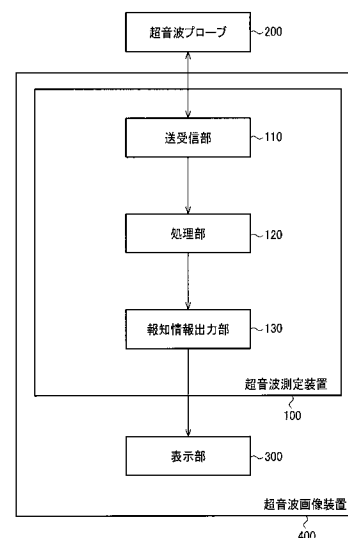 超音波プローブ
200
送受信部
110
処理部
120
報知情報出力部
130
超音波測定装置
100
表示部
300
超音波画像装置
400